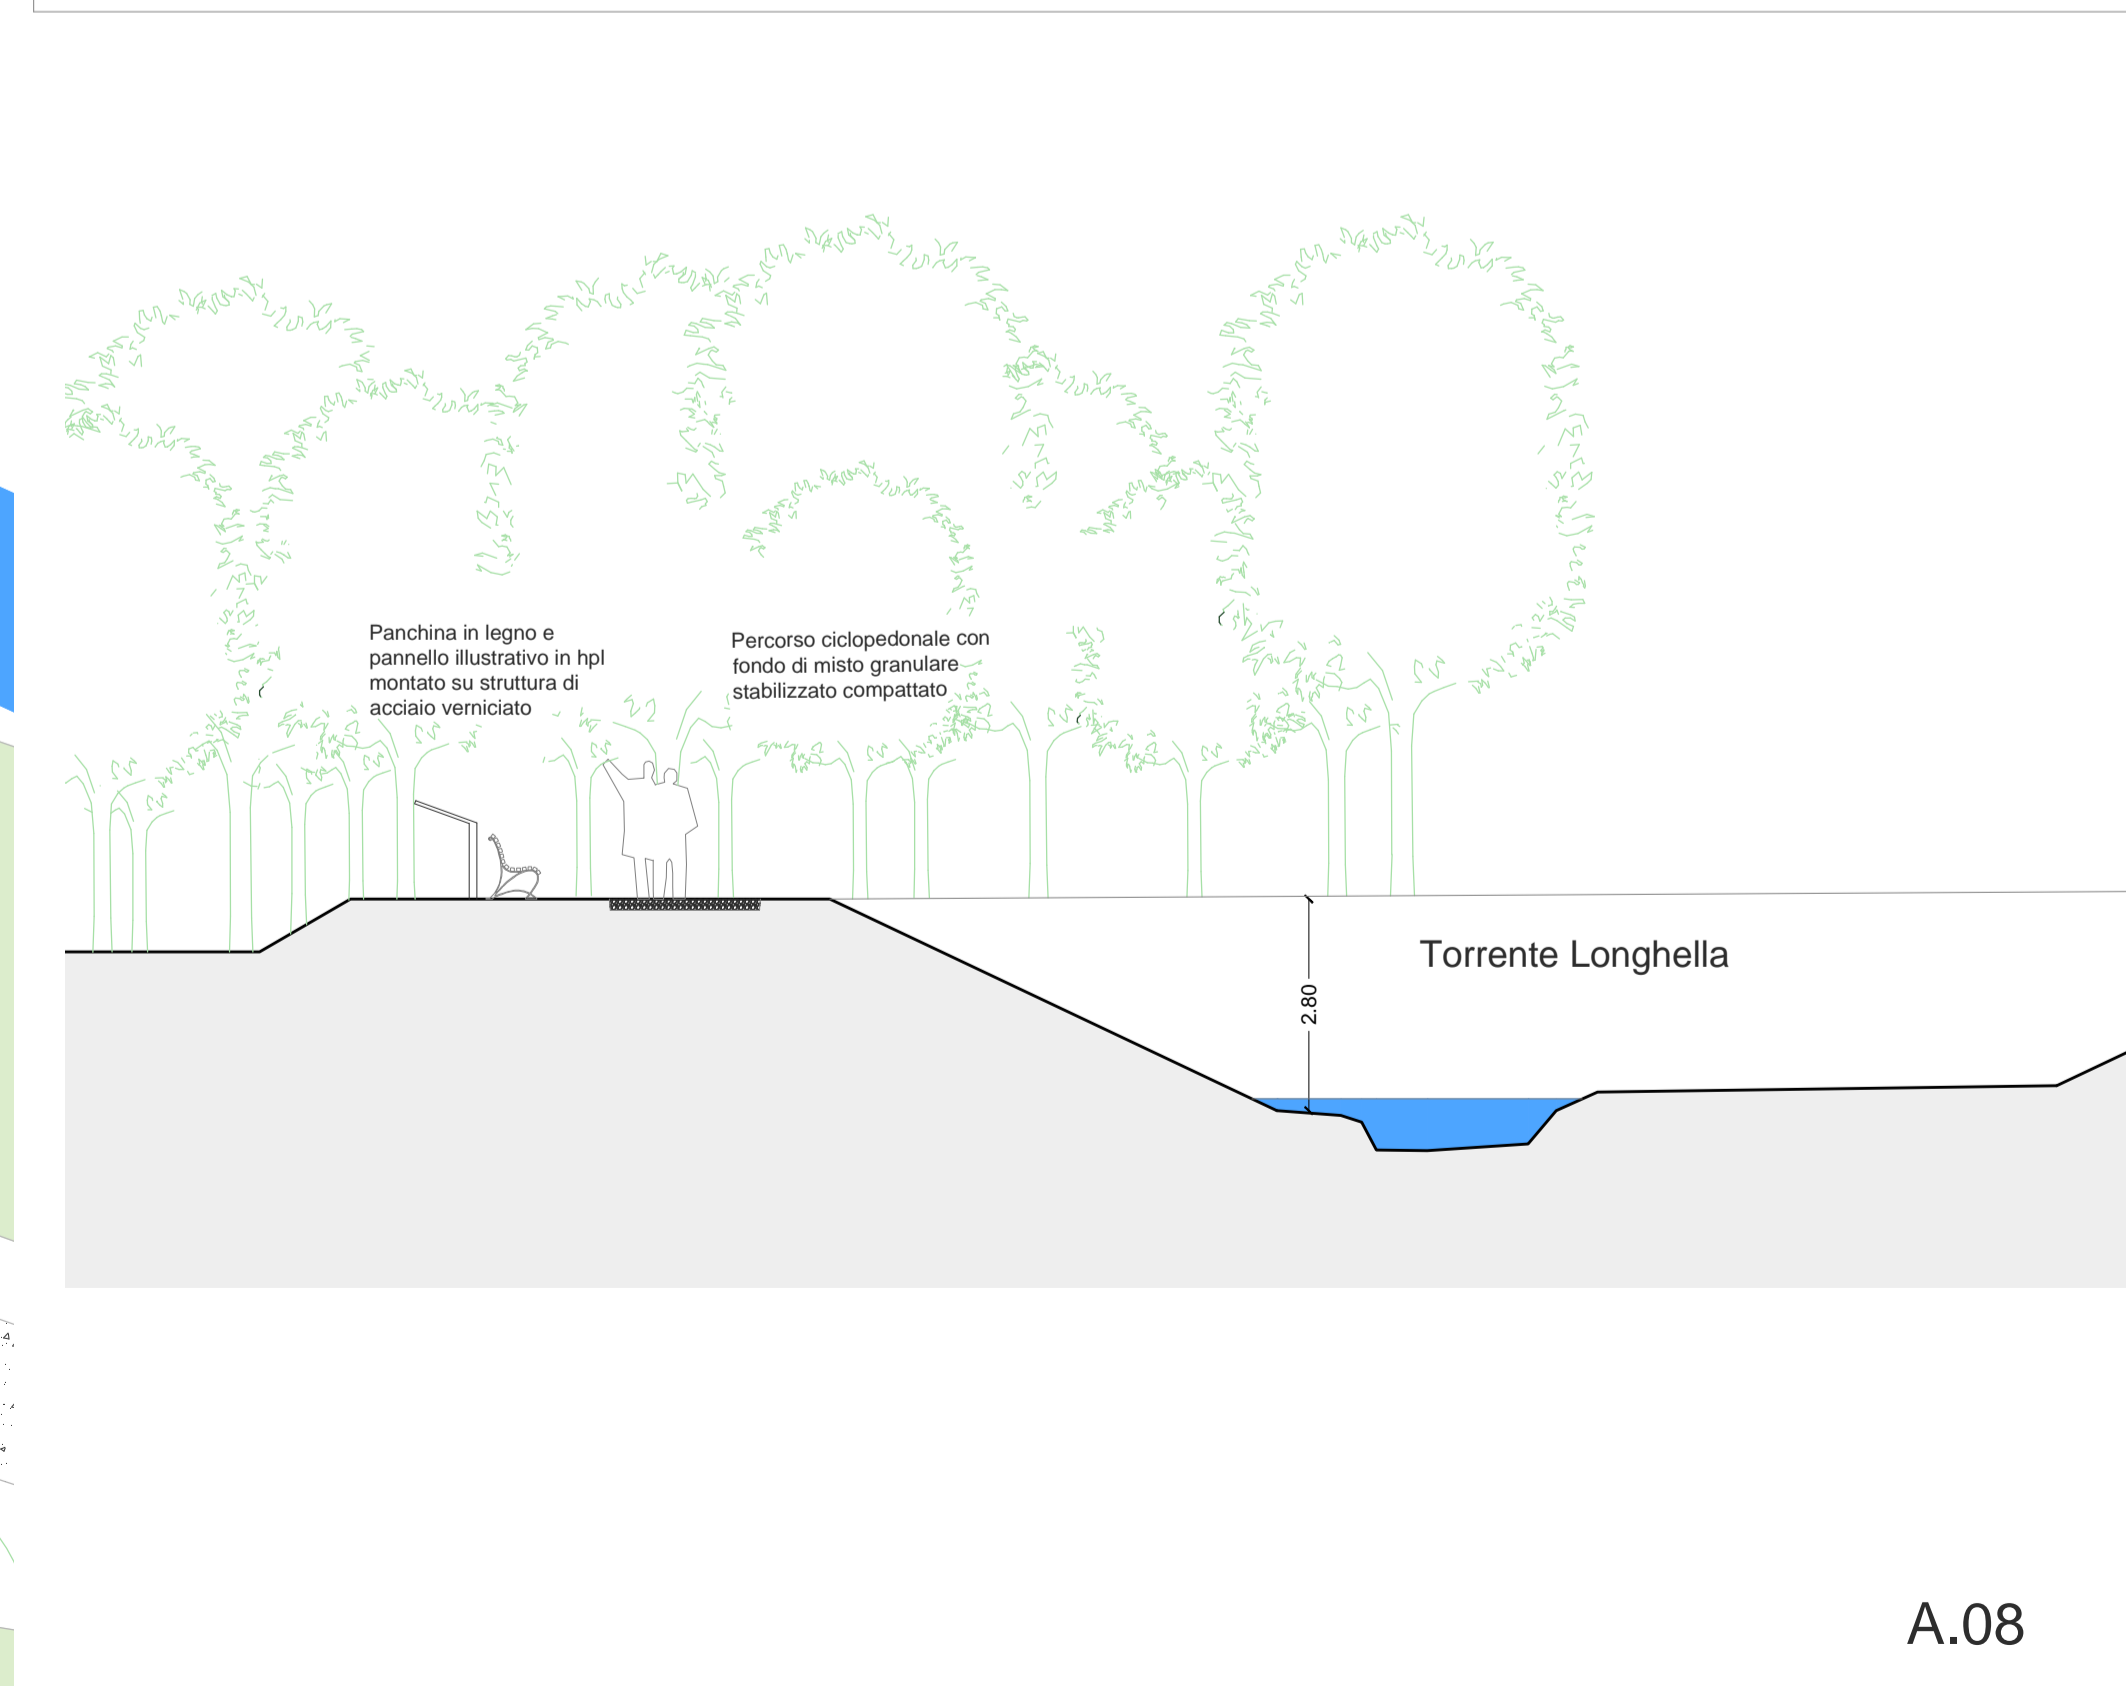 Panchina in legno e
pannello illustrativo in hpl
montato su struttura di
acciaio verniciato
Percorso ciclopedonale con
fondo di misto granulare
stabilizzato compattato
Torrente Longhella
2.80
A.08